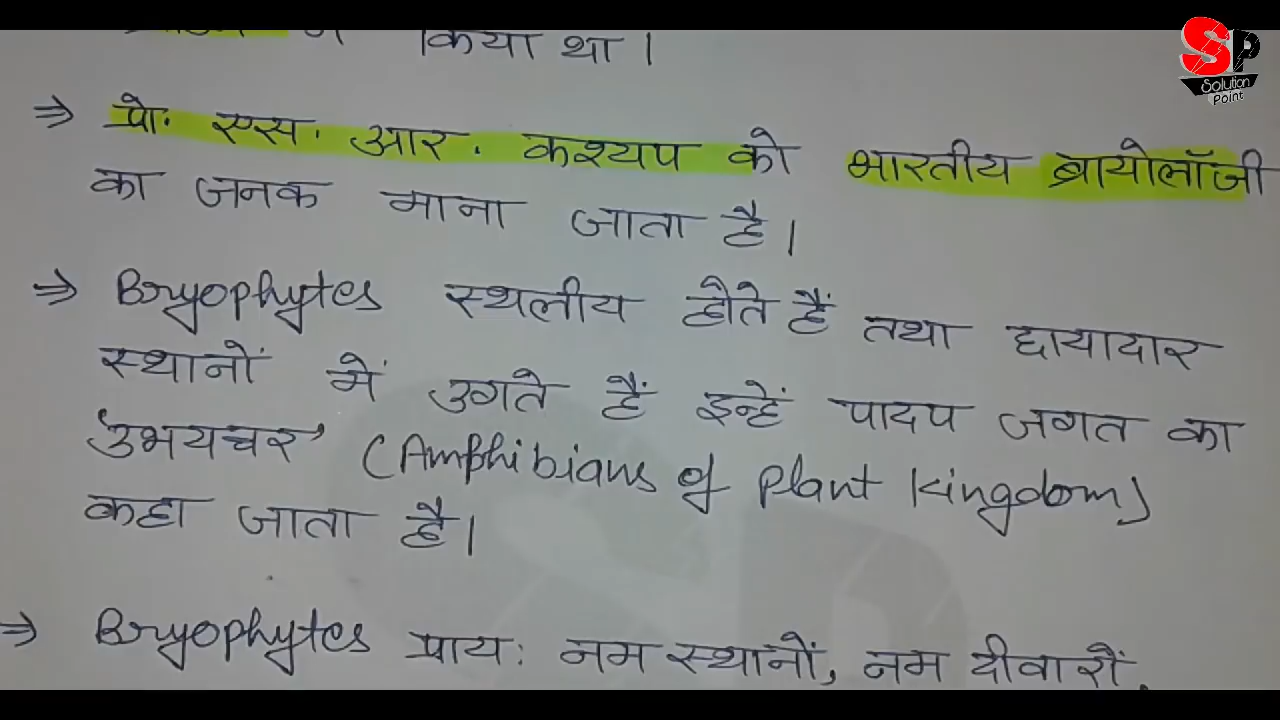 किया था।
⇒ प्रो. एस. आर. कश्यप को भारतीय ब्रायोलॉजी
का जनक माना जाता है।
⇒ Bryophytes स्थलीय होते हैं तथा छायादार
स्थानों में उगते हैं इन्हें पादप जगत का
'उभयचर' (Amphibians of Plant Kingdom)
कहा जाता है।
⇒ Bryophytes प्रायः नम स्थानों, नम दीवारों,
SP
Solution
Point